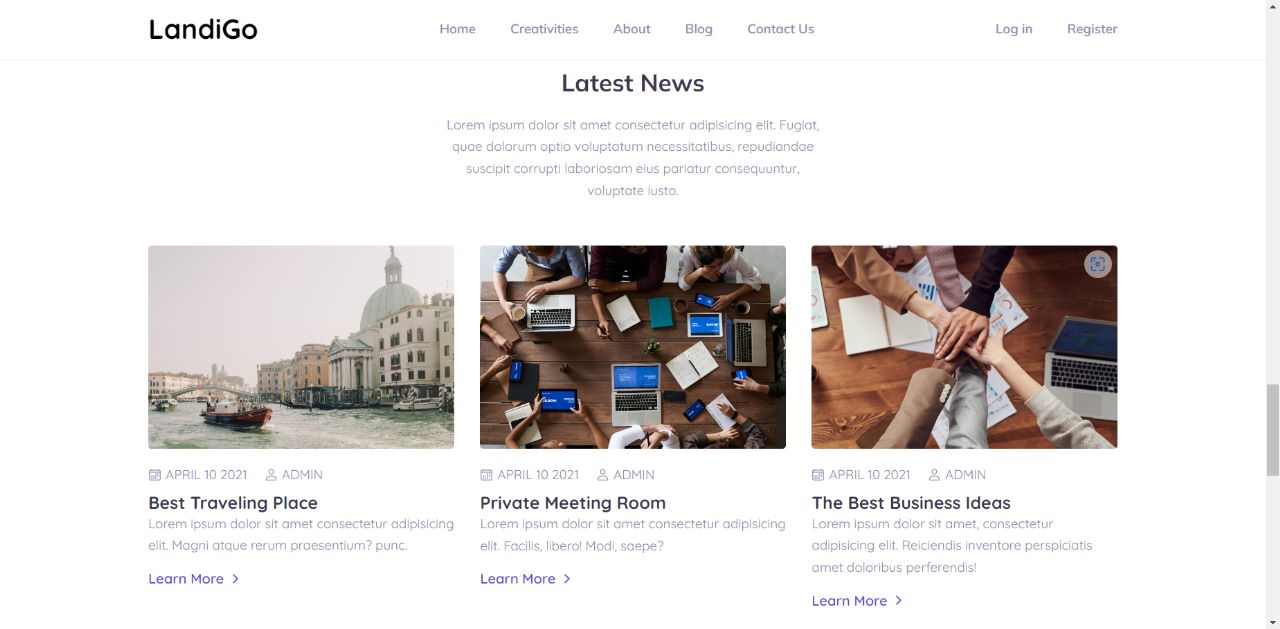 LandiGo
Home Creativities About Blog Contact Us
Log in Register
Latest News
Lorem ipsum dolor sit amet consectetur adipisicing elit. Fugiat,
quae dolorum optio voluptatum necessitatibus, repudiandae
suscipit corrupti laboriosam eius pariatur consequuntur,
voluptate iusto.
APRIL 10 2021 ADMIN
Best Traveling Place
Lorem ipsum dolor sit amet consectetur adipisicing
elit. Magni atque rerum praesentium? punc.
Learn More
APRIL 10 2021 ADMIN
Private Meeting Room
Lorem ipsum dolor sit amet consectetur adipisicing
elit. Facilis, libero! Modi, saepe?
Learn More
APRIL 10 2021 ADMIN
The Best Business Ideas
Lorem ipsum dolor sit amet, consectetur
adipisicing elit. Reiciendis inventore perspiciatis
amet doloribus perferendis!
Learn More